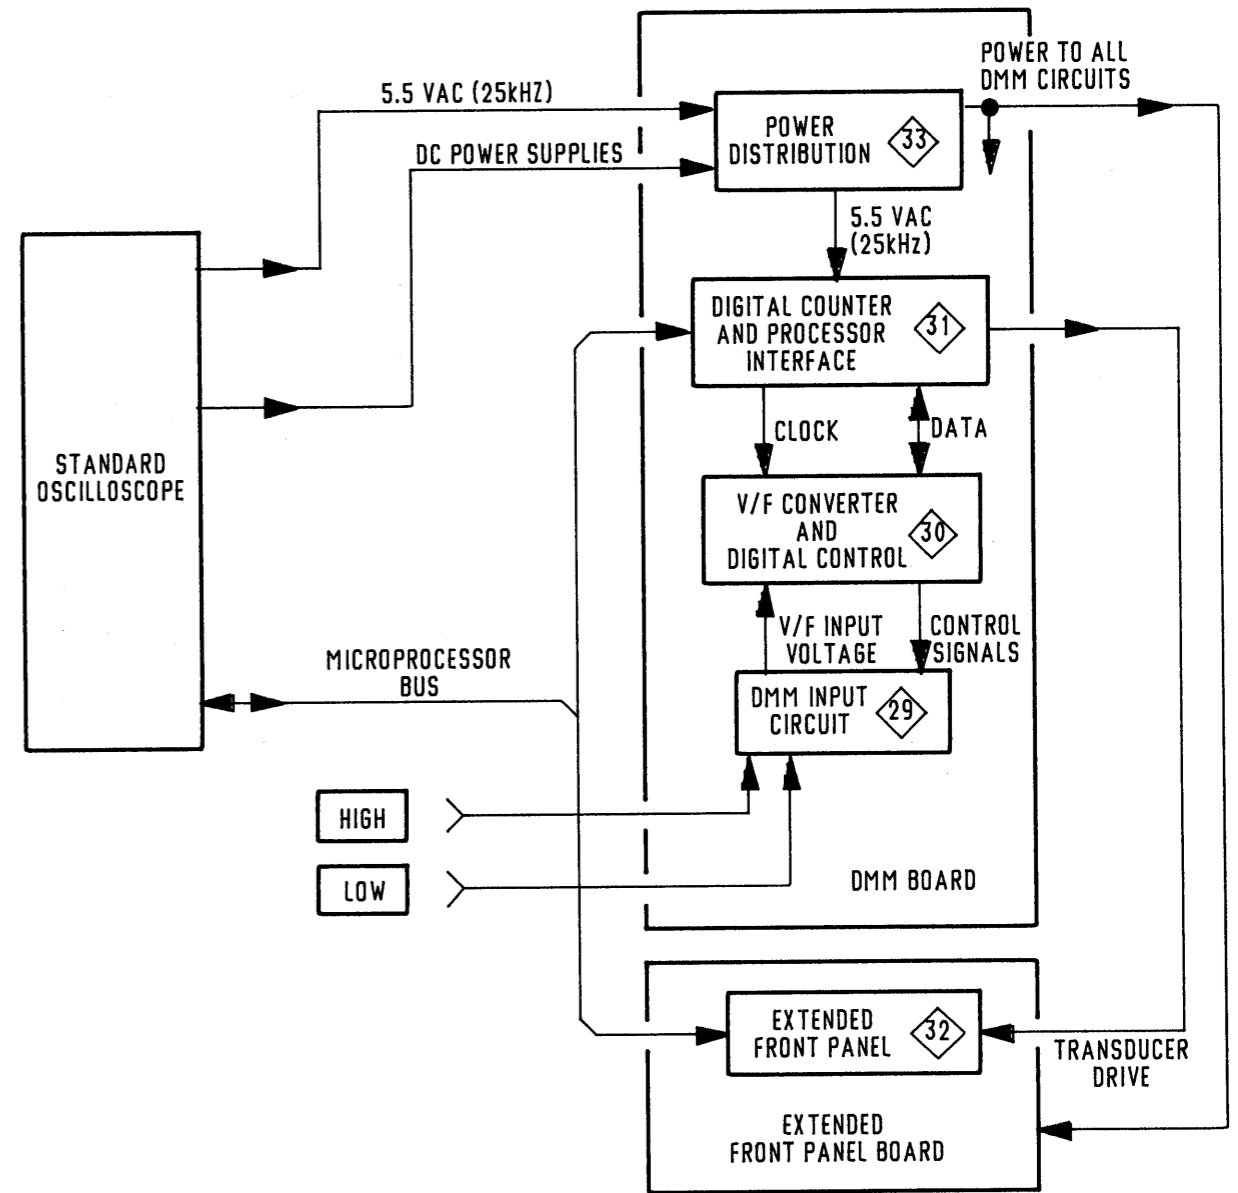 POWER TO ALL
DMM CIRCUITS
5.5 VAC (25kHZ)
POWER
DISTRIBUTION
33
DC POWER SUPPLIES
5.5 VAC
(25kHz)
DIGITAL COUNTER
AND PROCESSOR
INTERFACE
31
CLOCK
DATA
STANDARD
OSCILLOSCOPE
V/F CONVERTER
AND
DIGITAL CONTROL
30
V/F INPUT
VOLTAGE
CONTROL
SIGNALS
MICROPROCESSOR
BUS
DMM INPUT
CIRCUIT
29
HIGH
LOW
DMM BOARD
EXTENDED
FRONT PANEL
32
TRANSDUCER
DRIVE
EXTENDED
FRONT PANEL BOARD